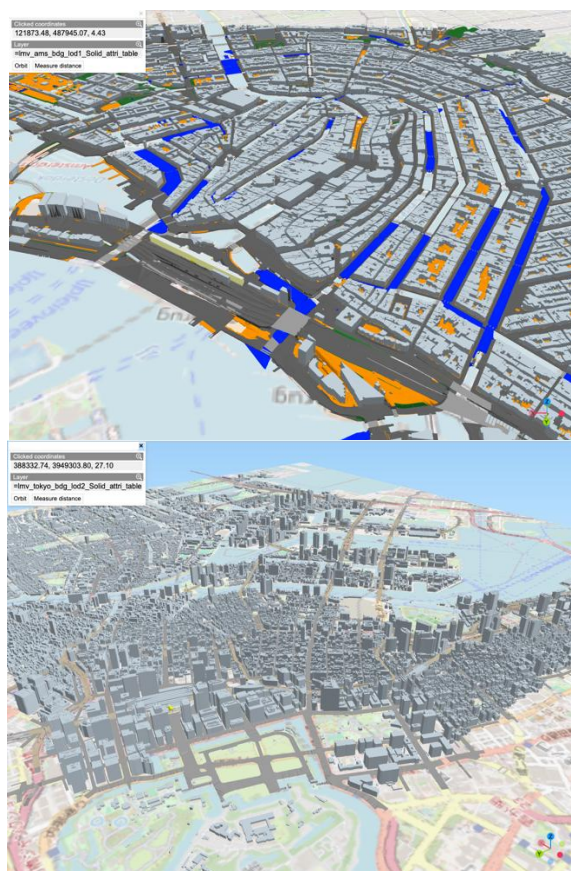 Clicked coordinates
121873.48, 487945.07, 4.43
Layer
=lmv_ams_bdg_lod1_Solid_attri_table
Orbit Measure distance
Clicked coordinates
388332.74, 3949303.80, 27.10
Layer
=lmv_tokyo_bdg_lod2_Solid_attri_table
Orbit Measure distance
Z
Y